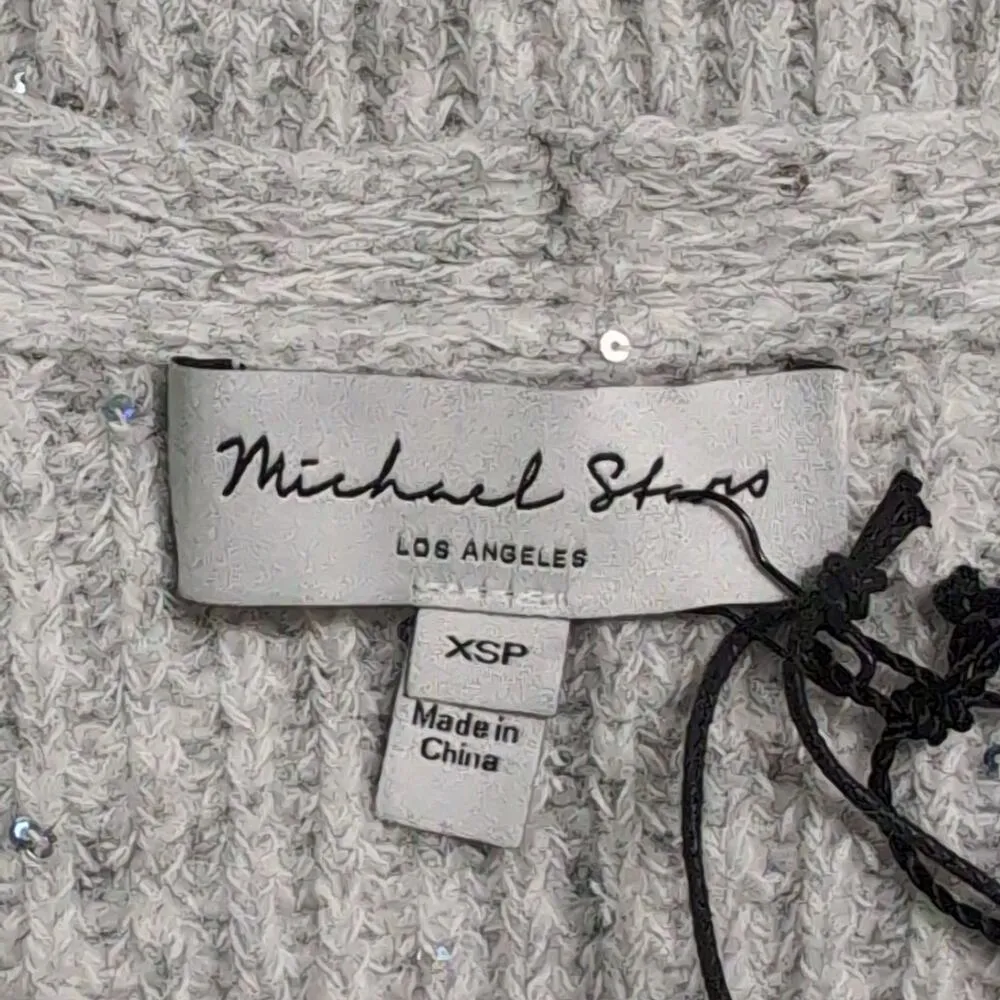 Michael Stars
LOS ANGELES
XSP
Made in
China